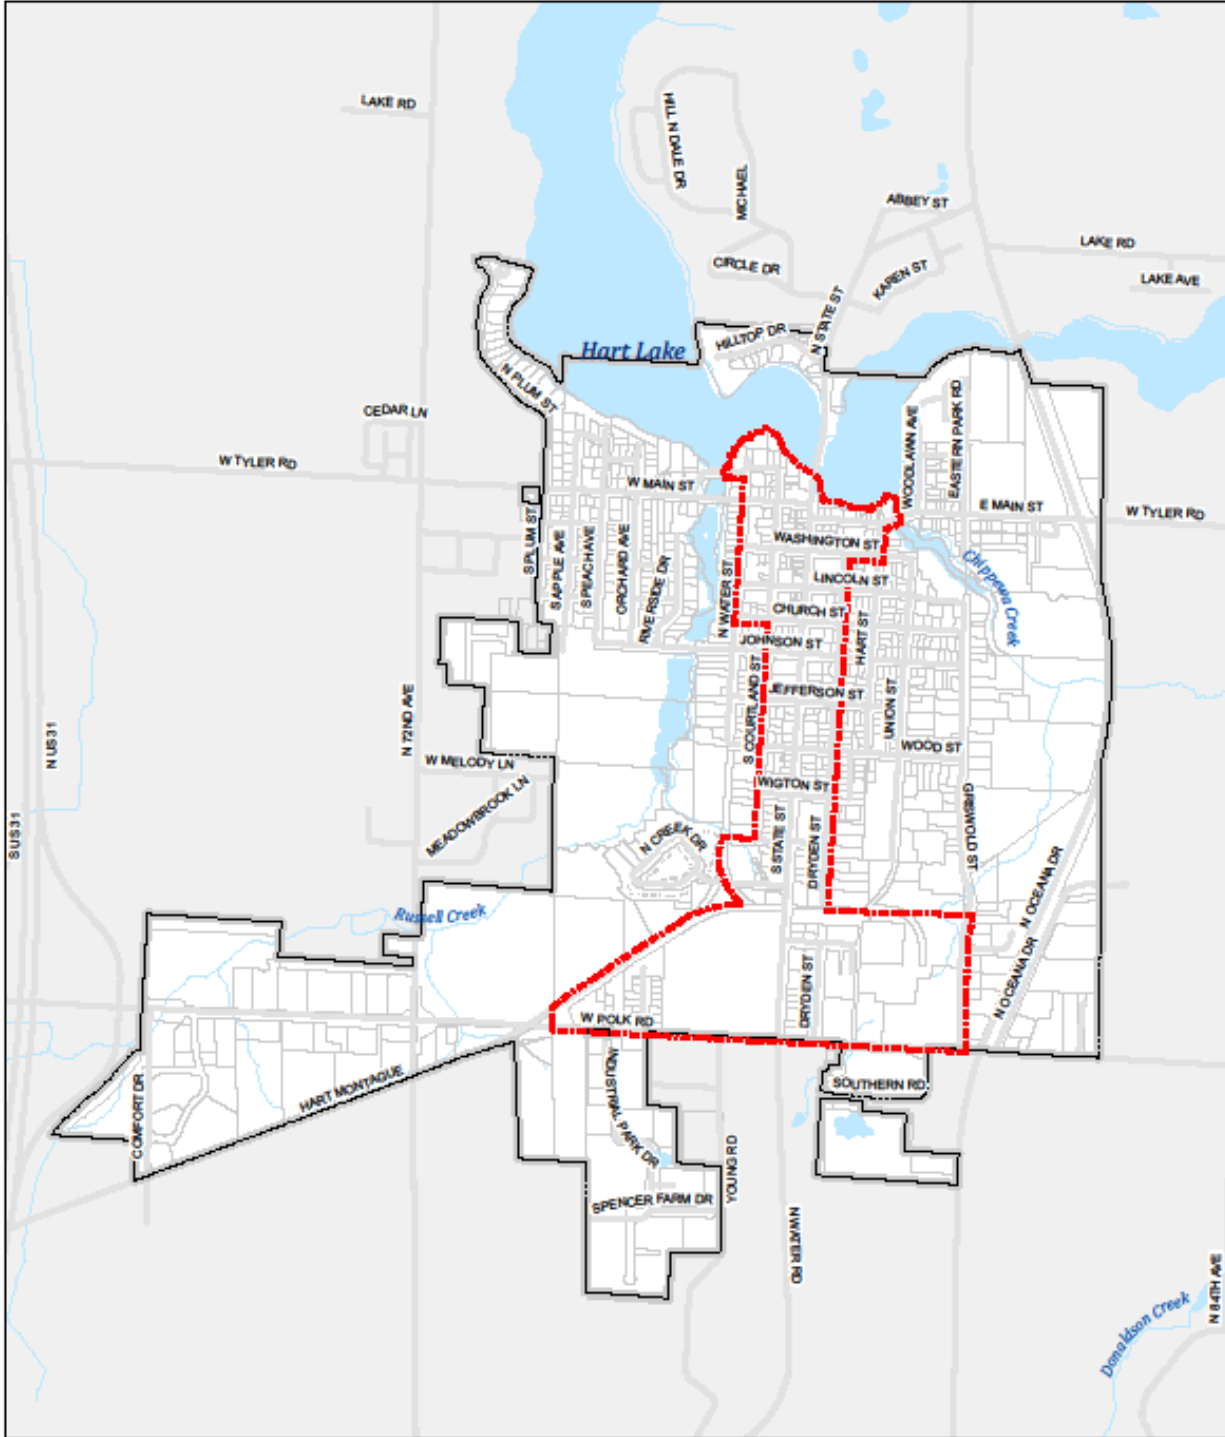 LAKE RD
HILL N DALE DR
MICHAEL
ABBEY ST
LAKE RD
CIRCLE DR
KAREN ST
LAKE AVE
N STATE ST
HILLTOP DR
Hart Lake
N PLUM ST
CEDAR LN
WOODLAWN AVE
EASTERN PARK RD
W TYLER RD
W MAIN ST
E MAIN ST
W TYLER RD
S PLUM ST
S APPLE AVE
S PEACH AVE
ORCHARD AVE
RIVERSIDE DR
N WATER ST
WASHINGTON ST
LINCOLN ST
CHURCH ST
Chippewa Creek
HART ST
JOHNSON ST
JEFFERSON ST
S COURTLAND ST
UNION ST
WOOD ST
N US31
N 72ND AVE
W MELODY LN
MEADOWBROOK LN
WIGTON ST
S US31
N CREEK DR
S STATE ST
DRYDEN ST
GRISWOLD ST
N OCEANA DR
Russell Creek
DRYDEN ST
N OCEANA DR
W POLK RD
HART MONTAGUE
COMFORT DR
INDUSTRIAL PARK DR
SOUTHERN RD
YOUNG RD
SPENCER FARM DR
N WATER RD
N 84TH AVE
Donaldson Creek